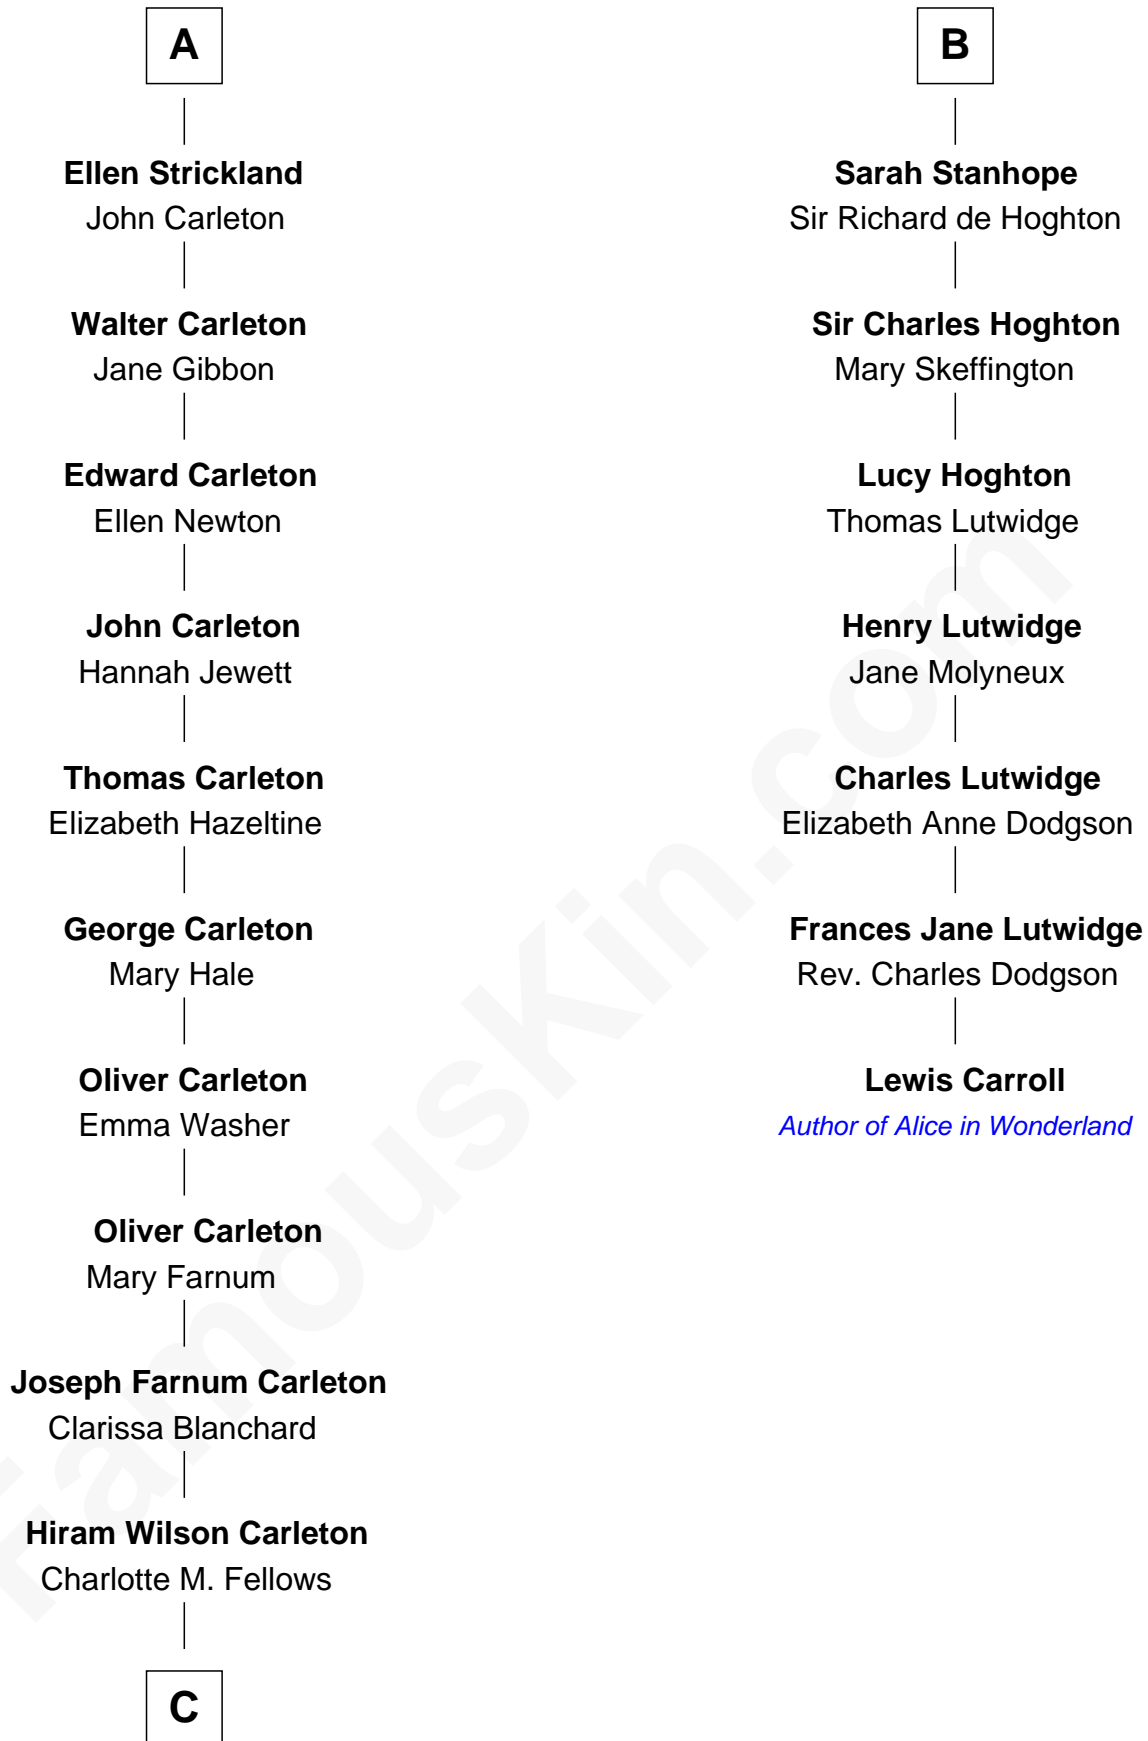 A
Ellen Strickland
John Carleton
Walter Carleton
Jane Gibbon
Edward Carleton
Ellen Newton
John Carleton
Hannah Jewett
Thomas Carleton
Elizabeth Hazeltine
George Carleton
Mary Hale
Oliver Carleton
Emma Washer
Oliver Carleton
Mary Farnum
Joseph Farnum Carleton
Clarissa Blanchard
Hiram Wilson Carleton
Charlotte M. Fellows
C
B
Sarah Stanhope
Sir Richard de Hoghton
Sir Charles Hoghton
Mary Skeffington
Lucy Hoghton
Thomas Lutwidge
Henry Lutwidge
Jane Molyneux
Charles Lutwidge
Elizabeth Anne Dodgson
Frances Jane Lutwidge
Rev. Charles Dodgson
Lewis Carroll
Author of Alice in Wonderland
FamousKin.com